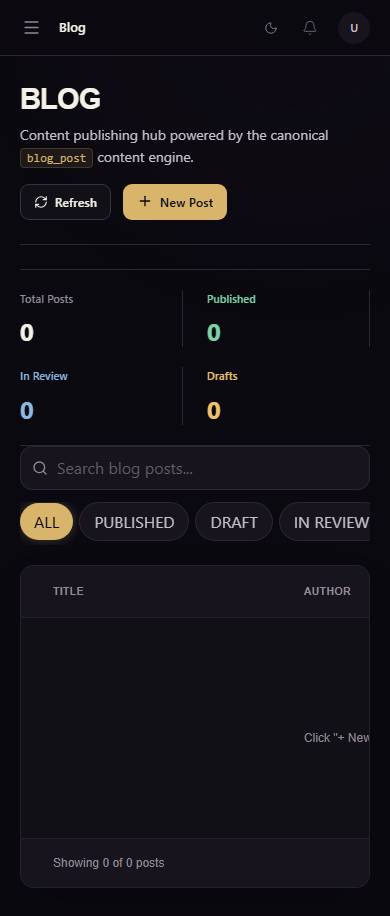 Blog
U
BLOG
Content publishing hub powered by the canonical
blog_post content engine.
Refresh
New Post
Total Posts
Published
0
0
In Review
Drafts
0
0
Search blog posts...
ALL
PUBLISHED
DRAFT
IN REVIEW
TITLE
AUTHOR
Click "+ New
Showing 0 of 0 posts